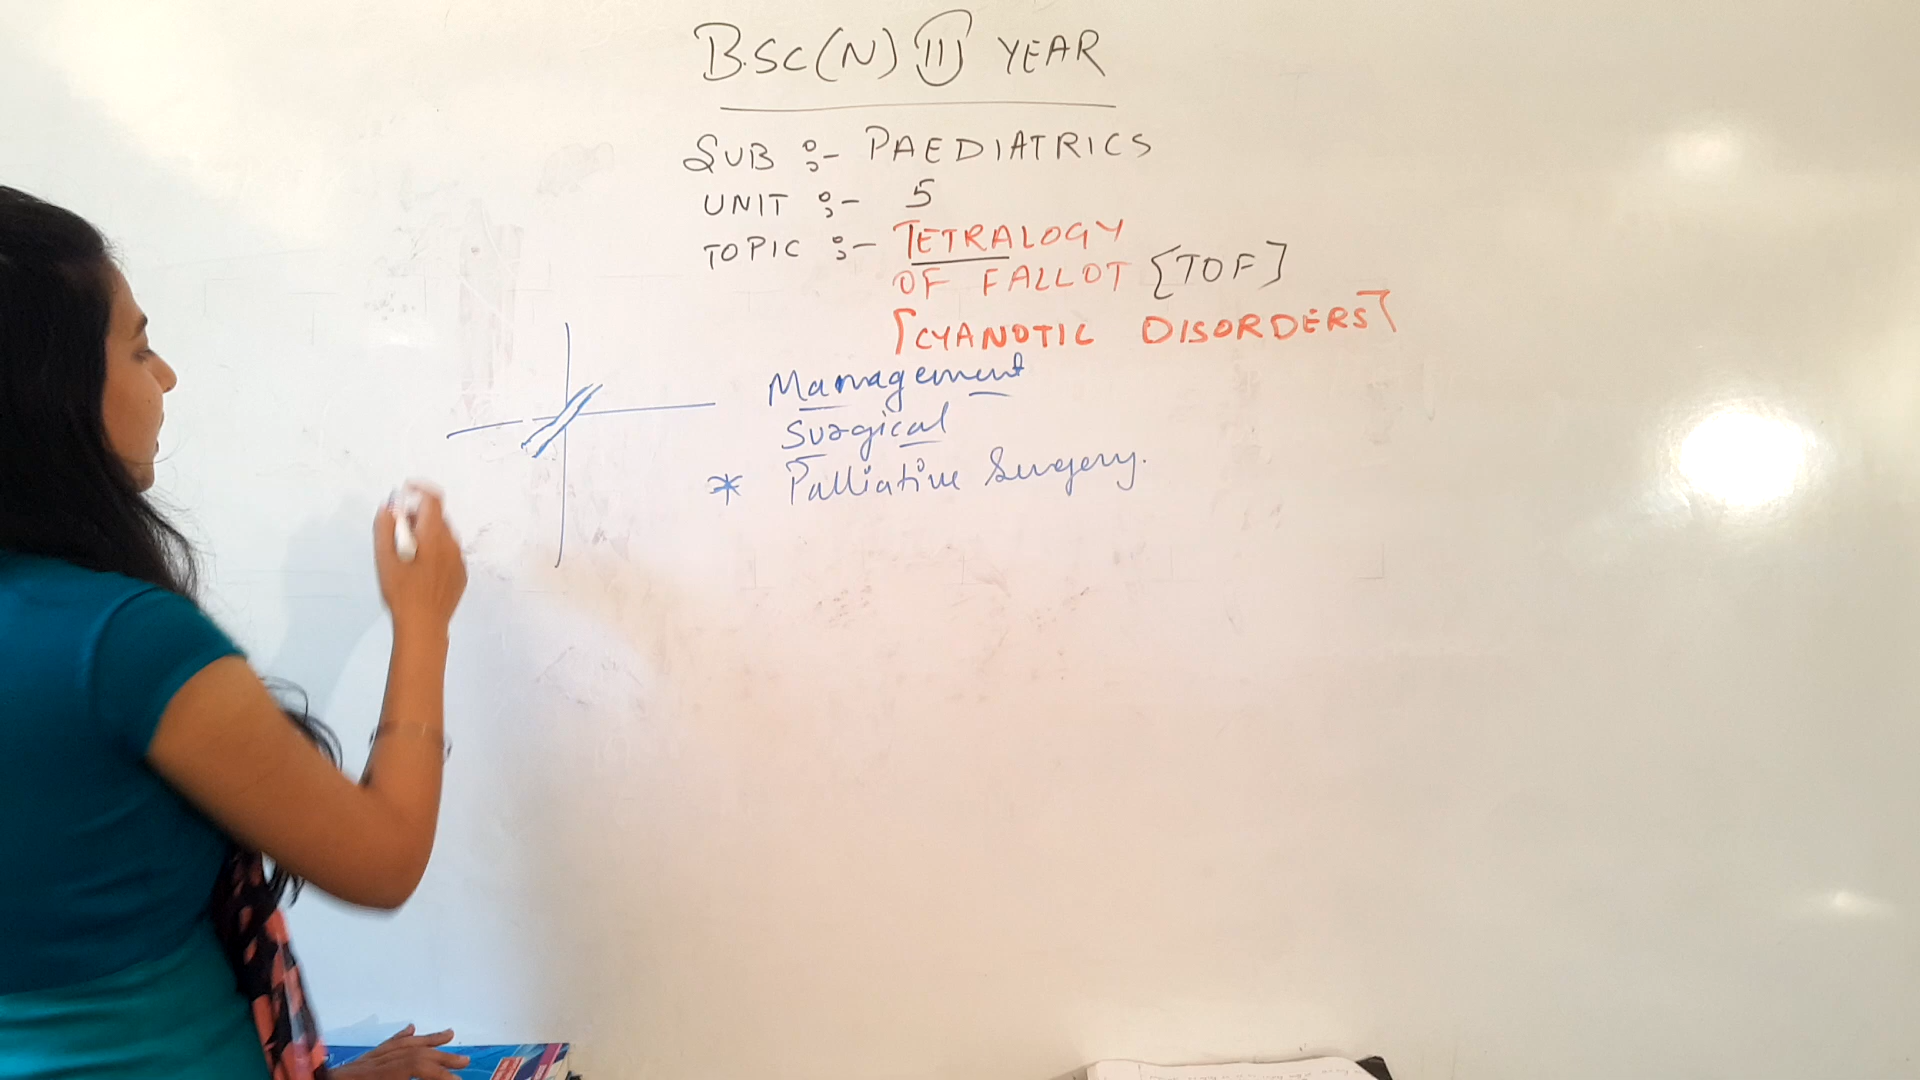 B.SC(N) III YEAR
SUB :- PAEDIATRICS
UNIT :- 5
TOPIC :- TETRALOGY
OF FALLOT [TOF]
[CYANOTIC DISORDERS]
Management
Surgical
* Palliative Surgery.